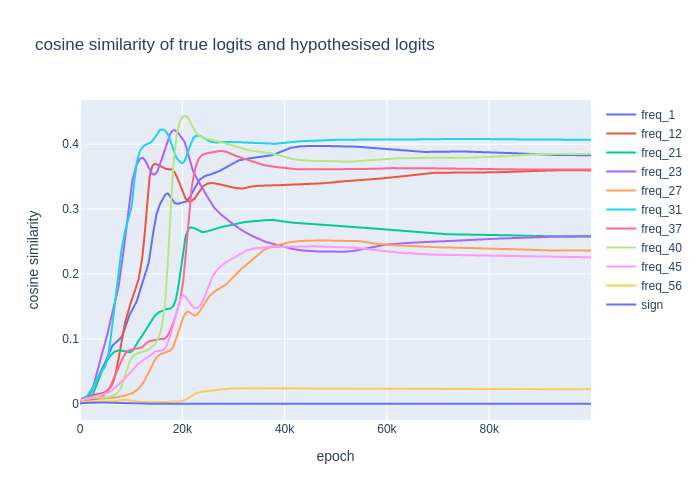 cosine similarity of true logits and hypothesised logits
cosine similarity
0.4
0.3
0.2
0.1
0
0
20k
40k
60k
80k
epoch
freq_1
freq_12
freq_21
freq_23
freq_27
freq_31
freq_37
freq_40
freq_45
freq_56
sign